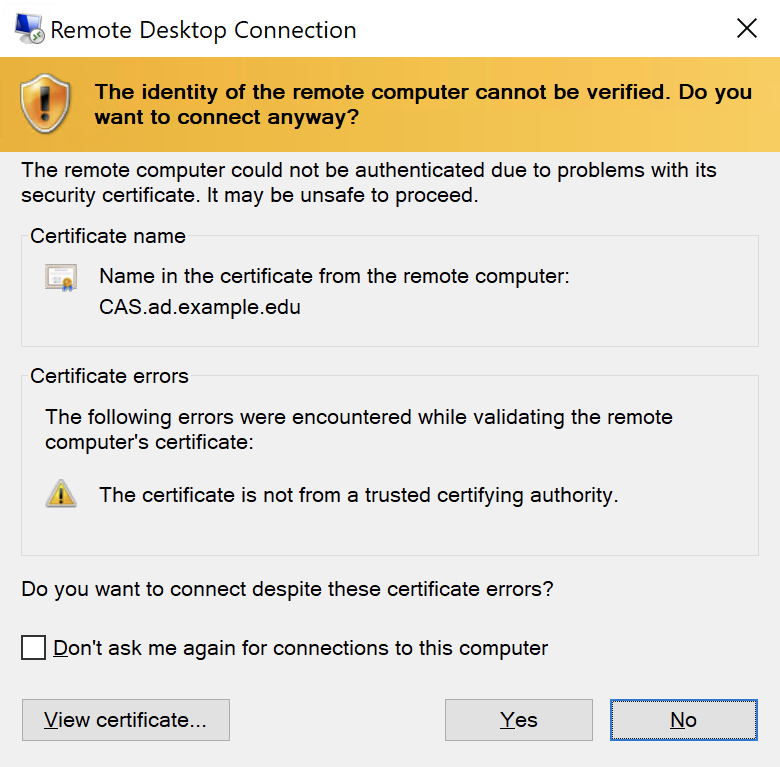 Remote Desktop Connection
The identity of the remote computer cannot be verified. Do you
want to connect anyway?
The remote computer could not be authenticated due to problems with its
security certificate. It may be unsafe to proceed.
Certificate name
Name in the certificate from the remote computer:
CAS.ad.example.edu
Certificate errors
The following errors were encountered while validating the remote
computer's certificate:
The certificate is not from a trusted certifying authority.
Do you want to connect despite these certificate errors?
Don't ask me again for connections to this computer
View certificate...
Yes
No